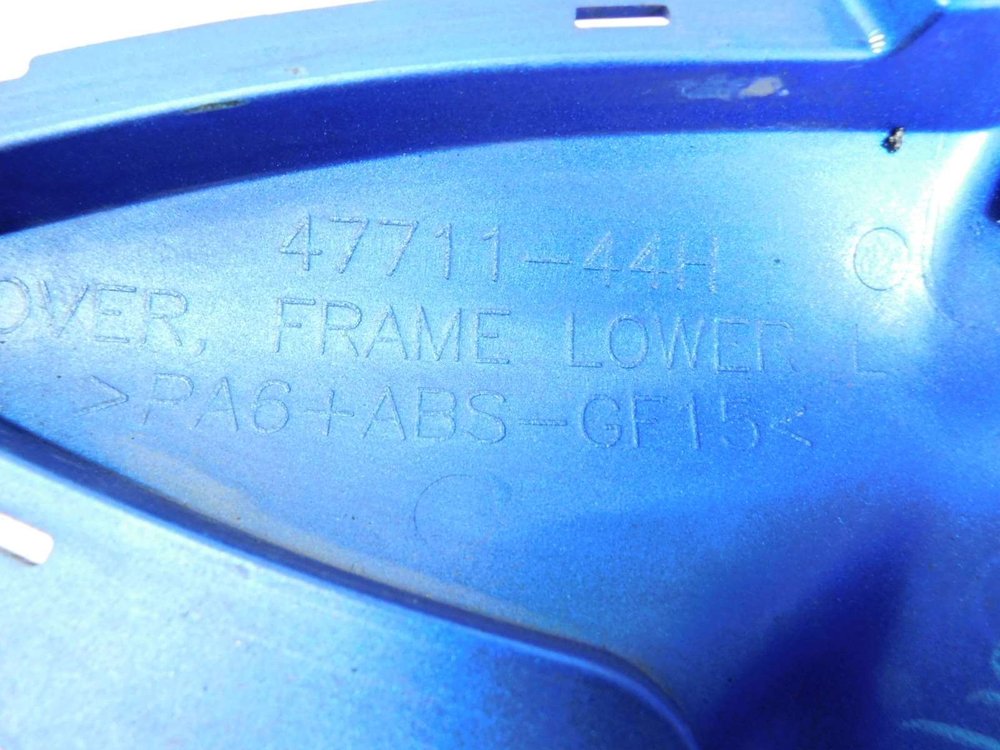 47711-44H
OVER, FRAME LOWER L
>PA6+ABS-GF15<